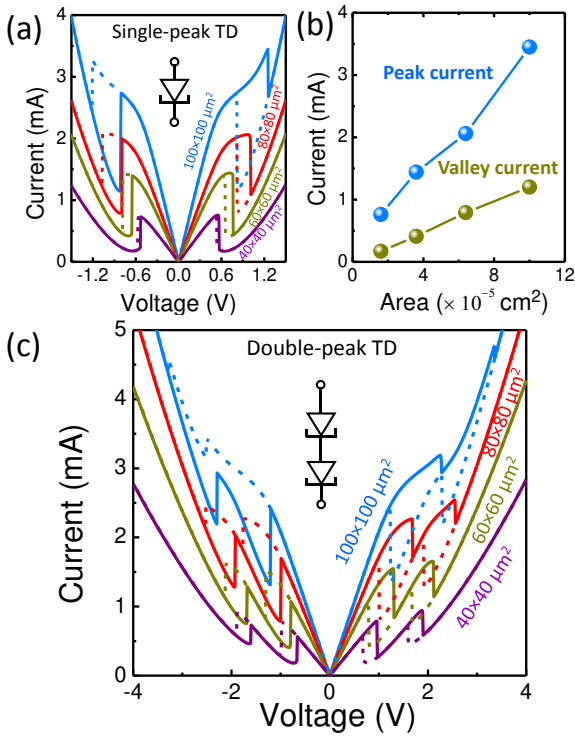 (a)
Single-peak TD
4
3
2
1
0
Current (mA)
-1.2 -0.6 0.0 0.6 1.2
Voltage (V)
100×100 µm²
80×80 µm²
60×60 µm²
40×40 µm²
(b)
4
3
2
1
0
Current (mA)
Peak current
Valley current
0 4 8 12
Area (× 10⁻⁵ cm²)
(c)
Double-peak TD
5
4
3
2
1
0
Current (mA)
100×100 µm²
80×80 µm²
60×60 µm²
40×40 µm²
-4 -2 0 2 4
Voltage (V)